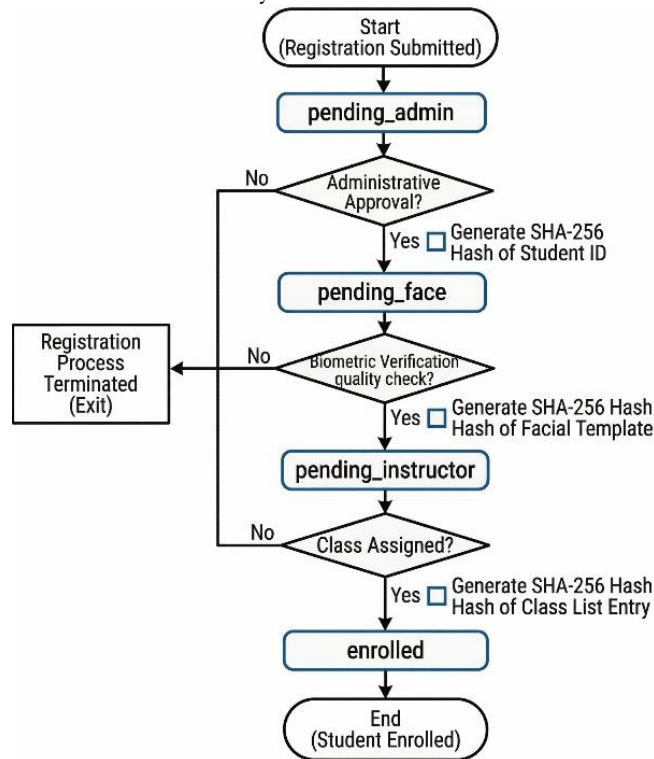 Start
(Registration Submitted)
pending_admin
No
Administrative
Approval?
Yes
Generate SHA-256
Hash of Student ID
pending_face
Registration
Process
Terminated
(Exit)
No
Biometric Verification
quality check?
Yes
Generate SHA-256 Hash
Hash of Facial Template
pending_instructor
No
Class Assigned?
Yes
Generate SHA-256 Hash
Hash of Class List Entry
enrolled
End
(Student Enrolled)